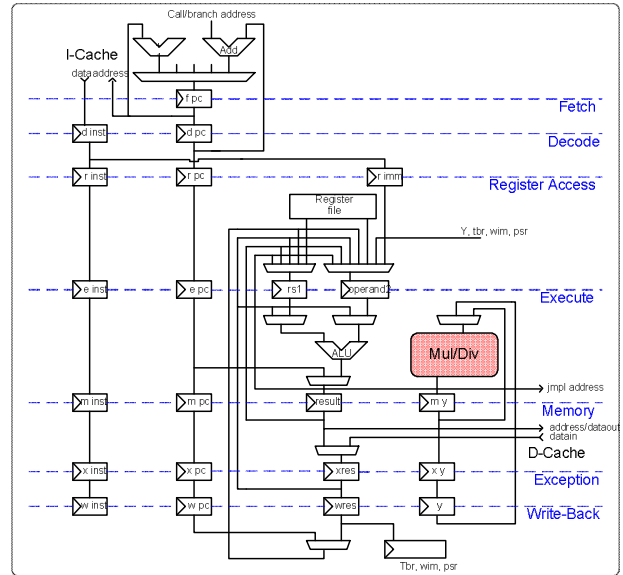 Call/branch address
I-Cache
Add
data address
f pc
Fetch
d inst
d pc
Decode
r inst
r pc
r imm
Register Access
Register
file
Y, tbr, wim, psr
e inst
e pc
rs1
operand2
Execute
ALU
Mul/Div
jmpl address
m inst
m pc
result
m y
Memory
address/dataout
datain
D-Cache
x inst
x pc
xres
x y
Exception
w inst
w pc
wres
y
Write-Back
Tbr, wim, psr